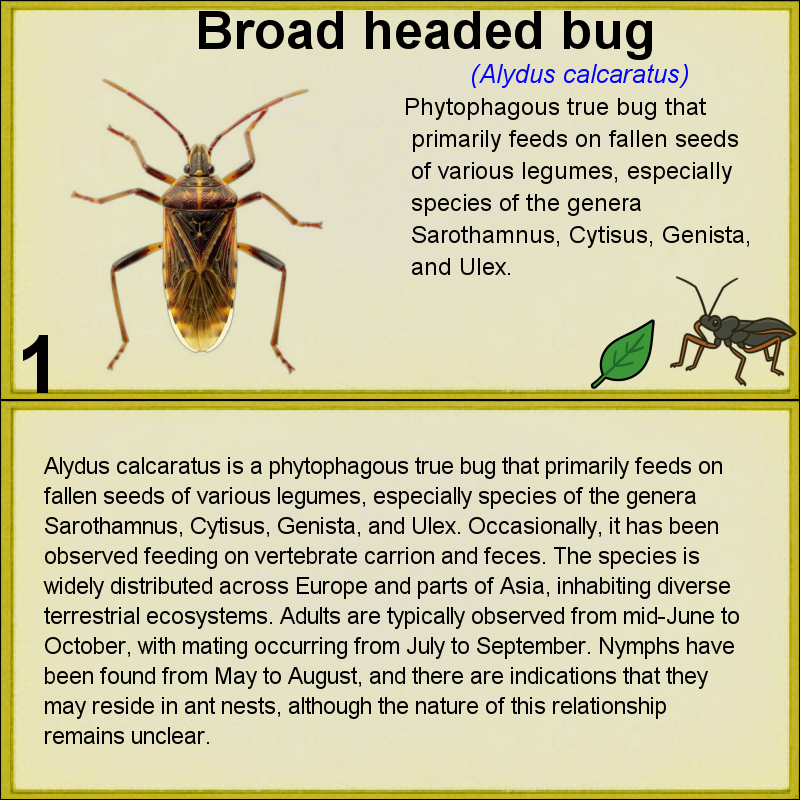 Broad headed bug
(Alydus calcaratus)
Phytophagous true bug that
primarily feeds on fallen seeds
of various legumes, especially
species of the genera
Sarothamnus, Cytisus, Genista,
and Ulex.
1
Alydus calcaratus is a phytophagous true bug that primarily feeds on
fallen seeds of various legumes, especially species of the genera
Sarothamnus, Cytisus, Genista, and Ulex. Occasionally, it has been
observed feeding on vertebrate carrion and feces. The species is
widely distributed across Europe and parts of Asia, inhabiting diverse
terrestrial ecosystems. Adults are typically observed from mid-June to
October, with mating occurring from July to September. Nymphs have
been found from May to August, and there are indications that they
may reside in ant nests, although the nature of this relationship
remains unclear.